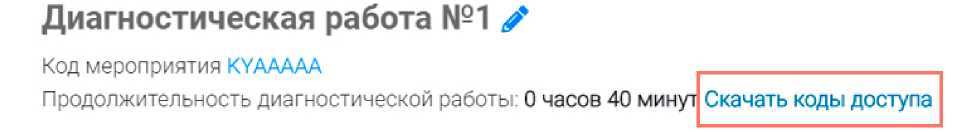 Диагностическая работа №1
Код мероприятия KYAAAAA
Продолжительность диагностической работы: 0 часов 40 минут Скачать коды доступа